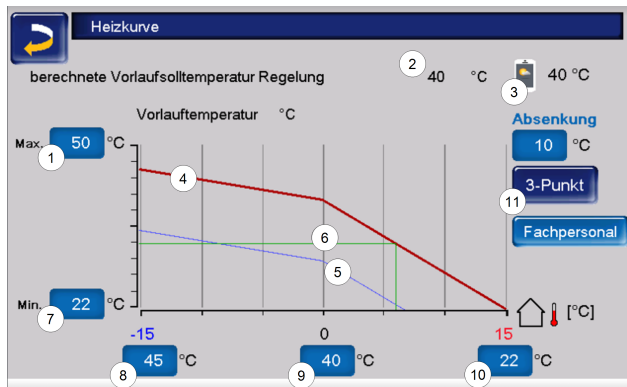 Heizkurve
berechnete Vorlaufsolltemperatur Regelung 2 40 °C 3 40 °C
Vorlauftemperatur °C
Absenkung
Max. 1 50 °C
10 °C
4
3-Punkt
11
6
Fachpersonal
5
Min. 7 22 °C
[°C]
-15 0 15
8 45 °C 9 40 °C 10 22 °C